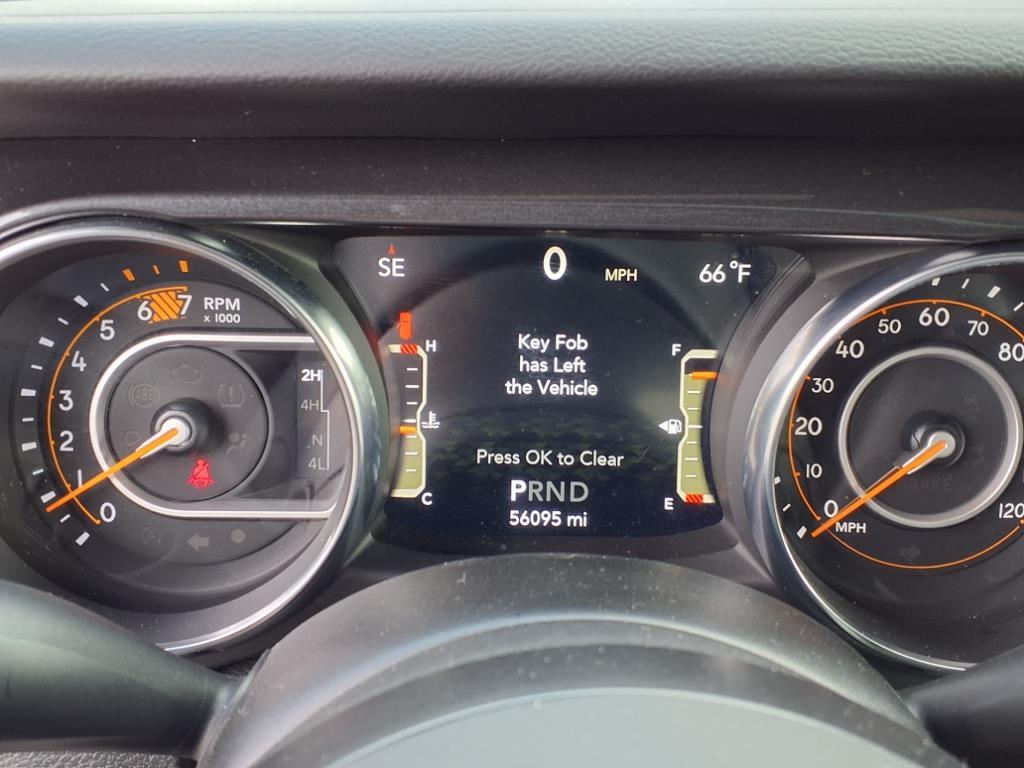 SE 0 MPH 66°F
H
Key Fob
has Left
the Vehicle
F
C
E
Press OK to Clear
PRND
56095 mi
RPM
x 1000
0
1
2
3
4
5
6
7
2H
4H
N
4L
ABS
A
0
10
20
30
40
50
60
70
80
120
MPH
BRAKE